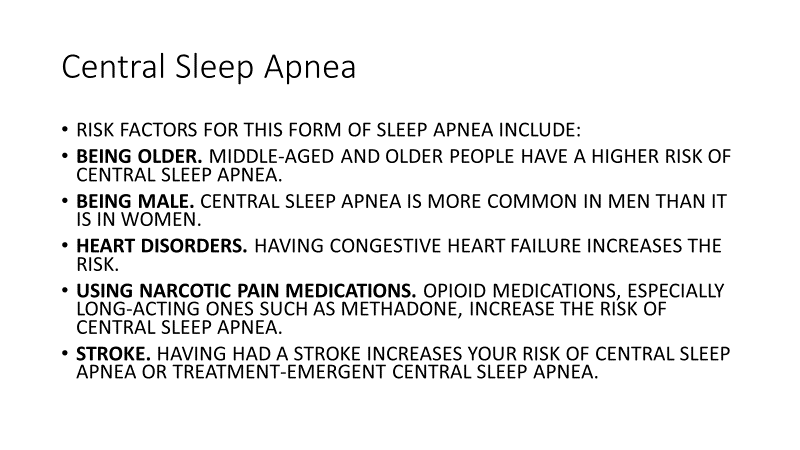 Central Sleep Apnea
• RISK FACTORS FOR THIS FORM OF SLEEP APNEA INCLUDE:
• BEING OLDER. MIDDLE-AGED AND OLDER PEOPLE HAVE A HIGHER RISK OF
CENTRAL SLEEP APNEA.
• BEING MALE. CENTRAL SLEEP APNEA IS MORE COMMON IN MEN THAN IT
IS IN WOMEN.
• HEART DISORDERS. HAVING CONGESTIVE HEART FAILURE INCREASES THE
RISK.
• USING NARCOTIC PAIN MEDICATIONS. OPIOID MEDICATIONS, ESPECIALLY
LONG-ACTING ONES SUCH AS METHADONE, INCREASE THE RISK OF
CENTRAL SLEEP APNEA.
• STROKE. HAVING HAD A STROKE INCREASES YOUR RISK OF CENTRAL SLEEP
APNEA OR TREATMENT-EMERGENT CENTRAL SLEEP APNEA.